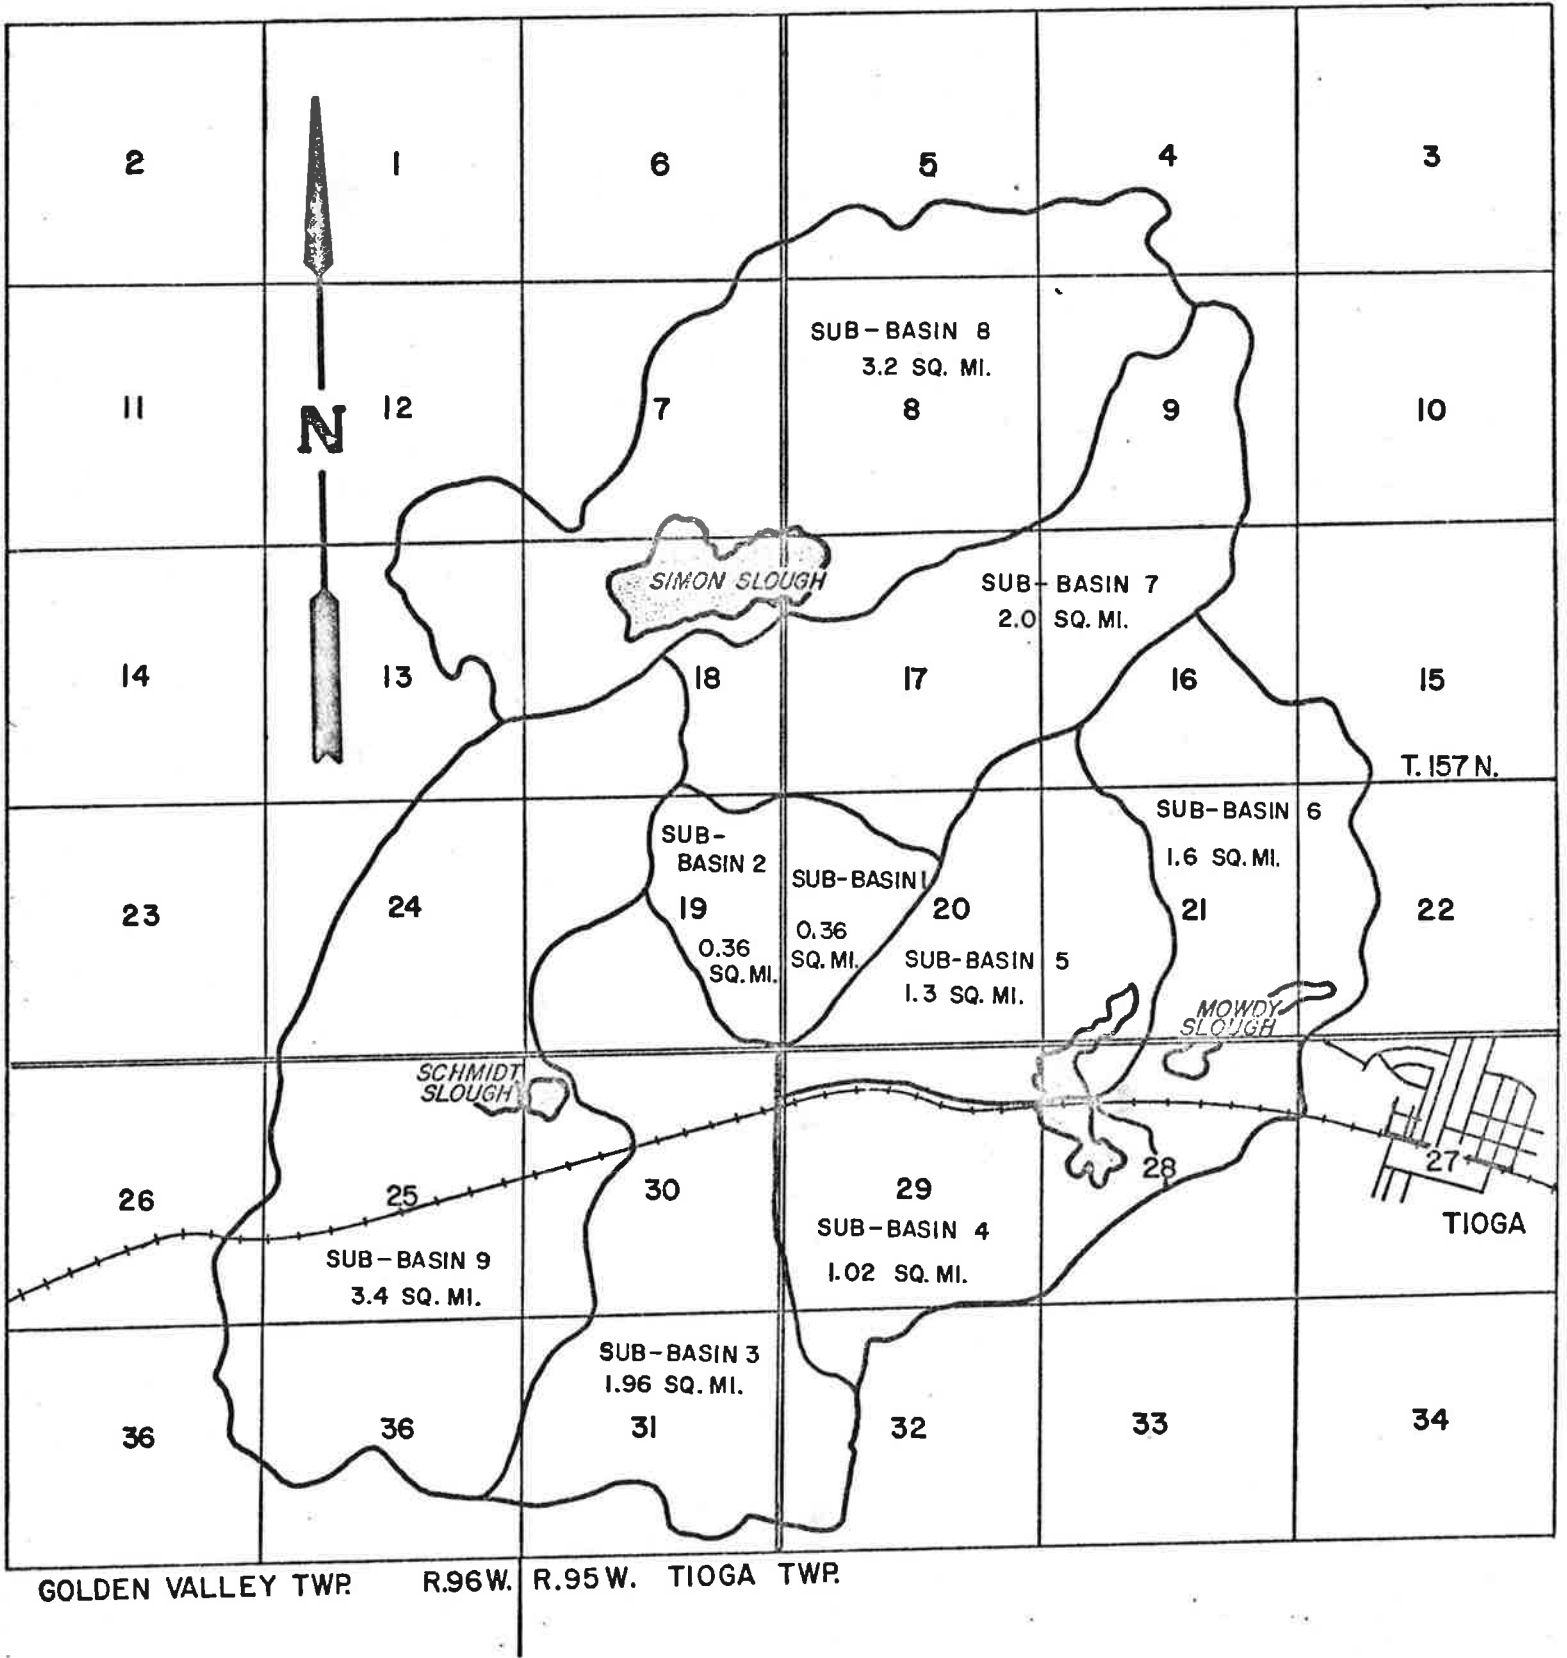 2
1
6
5
4
3
SUB-BASIN 8
3.2 SQ. MI.
11
N
12
7
8
9
10
SIMON SLOUGH
SUB-BASIN 7
2.0 SQ. MI.
14
13
18
17
16
15
T. 157 N.
SUB-
BASIN 2
19
0.36
SQ. MI.
SUB-BASIN 1
0.36
SQ. MI.
SUB-BASIN 6
1.6 SQ. MI.
23
24
20
21
22
SUB-BASIN 5
1.3 SQ. MI.
MOWDY
SLOUGH
SCHMIDT
SLOUGH
26
25
30
29
28
27
TIOGA
SUB-BASIN 4
1.02 SQ. MI.
SUB-BASIN 9
3.4 SQ. MI.
SUB-BASIN 3
1.96 SQ. MI.
36
36
31
32
33
34
GOLDEN VALLEY TWP. R.96W. R.95W. TIOGA TWP.